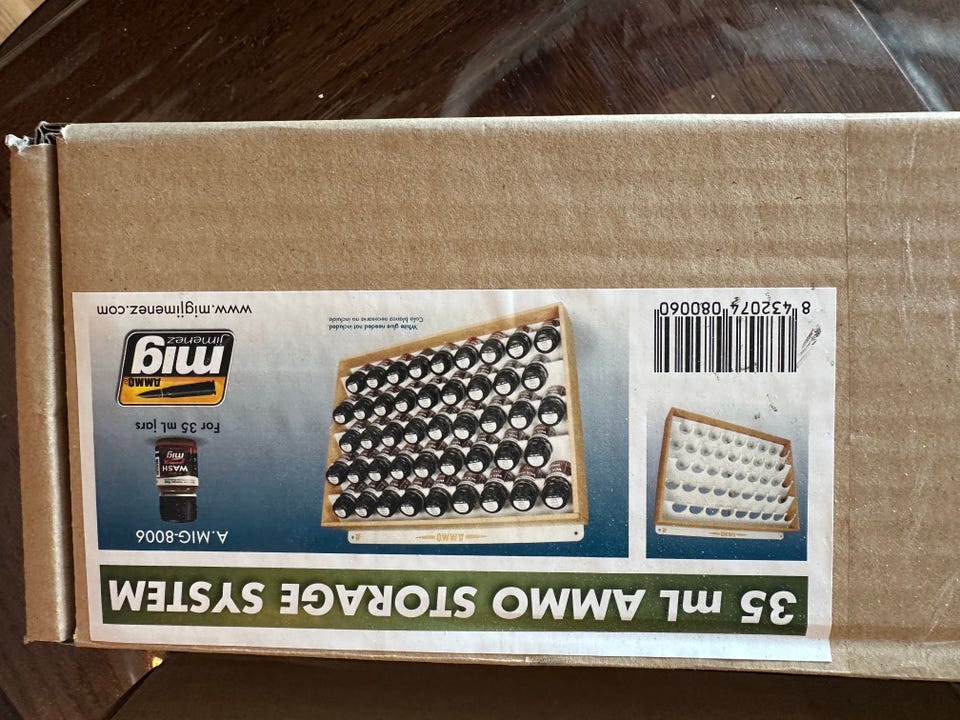 35 mL AMMO STORAGE SYSTEM
A.MIG-8006
WASH
mig
For 35 mL jars
AMMO
mig
jimenez
www.migjimenez.com
AMMO
White glue needed not included.
Cola blanca necesaria no incluida.
8 432074 080060